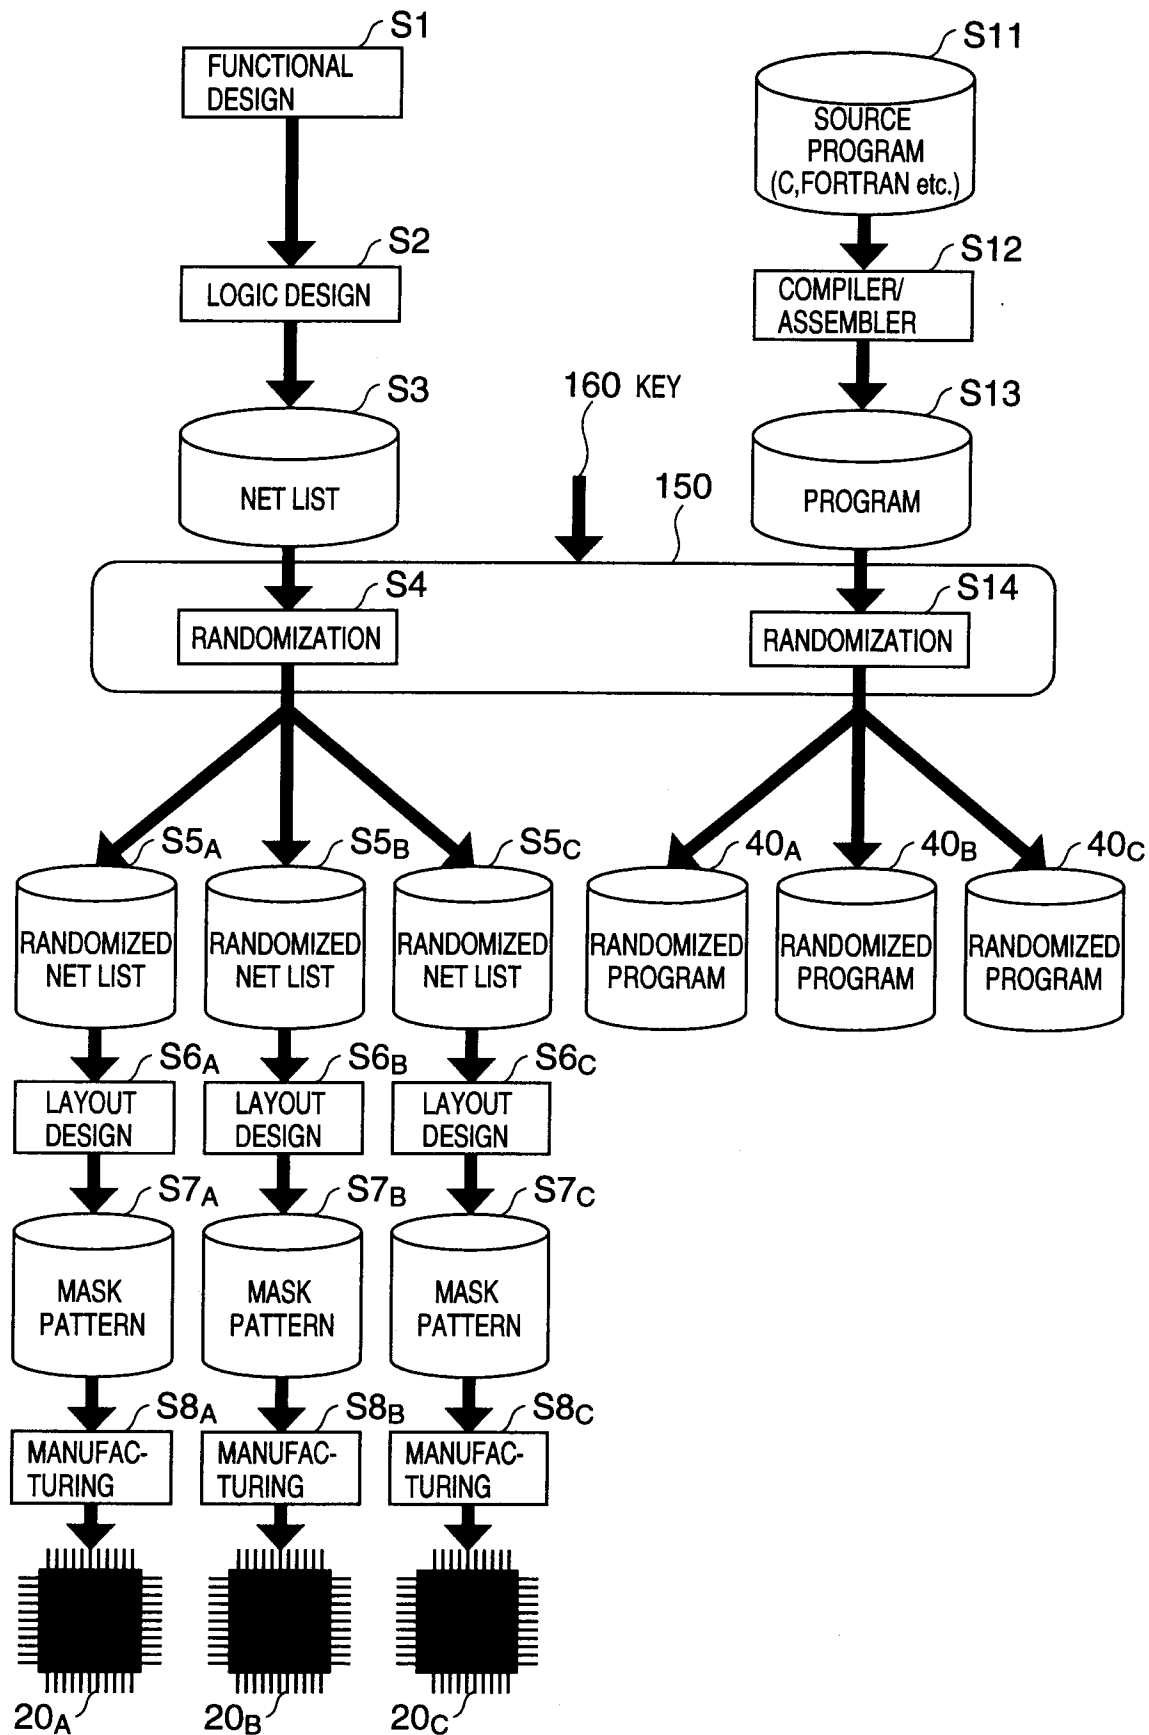 S1
FUNCTIONAL
DESIGN
S11
SOURCE
PROGRAM
(C,FORTRAN etc.)
S2
LOGIC DESIGN
S12
COMPILER/
ASSEMBLER
S3
NET LIST
160 KEY
S13
PROGRAM
150
S4
RANDOMIZATION
S14
RANDOMIZATION
S5A
S5B
S5C
40A
40B
40C
RANDOMIZED
NET LIST
RANDOMIZED
NET LIST
RANDOMIZED
NET LIST
RANDOMIZED
PROGRAM
RANDOMIZED
PROGRAM
RANDOMIZED
PROGRAM
S6A
S6B
S6C
LAYOUT
DESIGN
LAYOUT
DESIGN
LAYOUT
DESIGN
S7A
S7B
S7C
MASK
PATTERN
MASK
PATTERN
MASK
PATTERN
S8A
S8B
S8C
MANUFAC-
TURING
MANUFAC-
TURING
MANUFAC-
TURING
20A
20B
20C